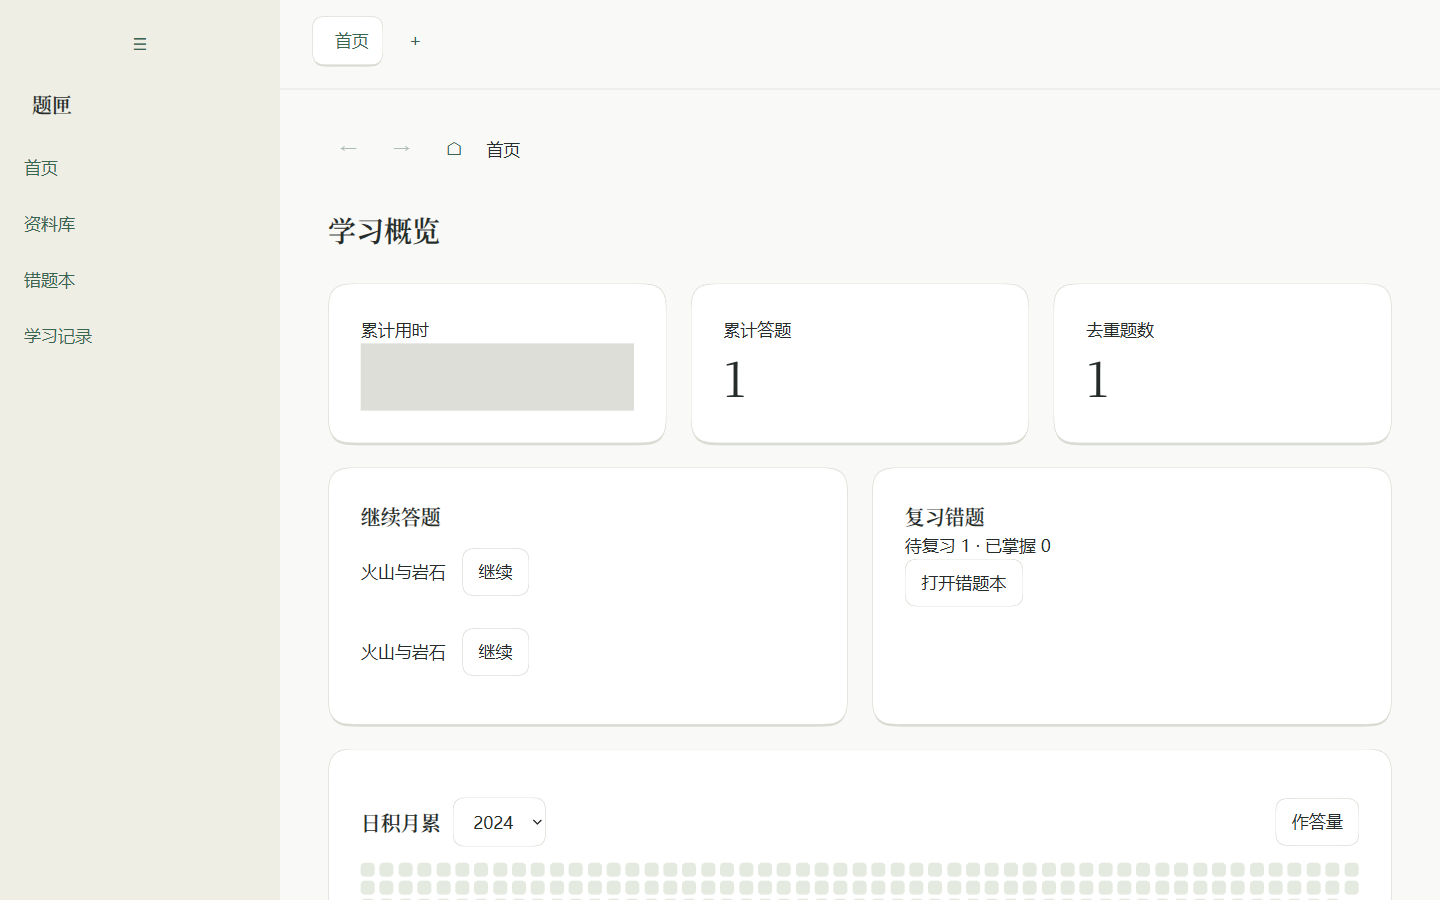 ☰
题匣
首页
资料库
错题本
学习记录
首页 +
← → 首页
学习概览
累计用时
累计答题
1
去重题数
1
继续答题
火山与岩石 继续
火山与岩石 继续
复习错题
待复习 1 · 已掌握 0
打开错题本
日积月累 2024 作答量